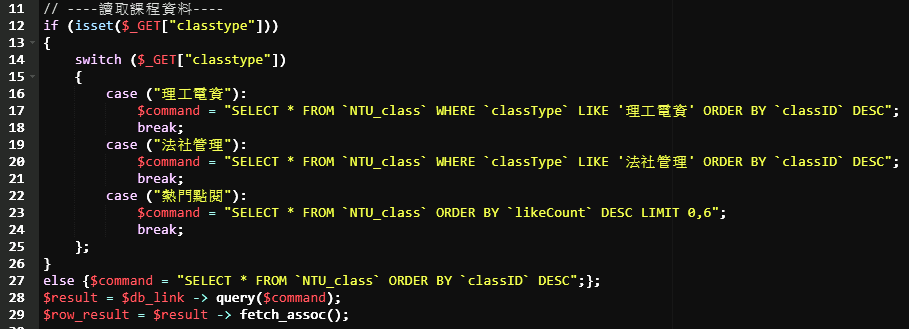 11 // ----讀取課程資料----
12 if (isset($_GET["classtype"]))
13 {
14 switch ($_GET["classtype"])
15 {
16 case ("理工電資"):
17 $command = "SELECT * FROM `NTU_class` WHERE `classType` LIKE '理工電資' ORDER BY `classID` DESC";
18 break;
19 case ("法社管理"):
20 $command = "SELECT * FROM `NTU_class` WHERE `classType` LIKE '法社管理' ORDER BY `classID` DESC";
21 break;
22 case ("熱門點閱"):
23 $command = "SELECT * FROM `NTU_class` ORDER BY `likeCount` DESC LIMIT 0,6";
24 break;
25 };
26 }
27 else {$command = "SELECT * FROM `NTU_class` ORDER BY `classID` DESC";};
28 $result = $db_link -> query($command);
29 $row_result = $result -> fetch_assoc();